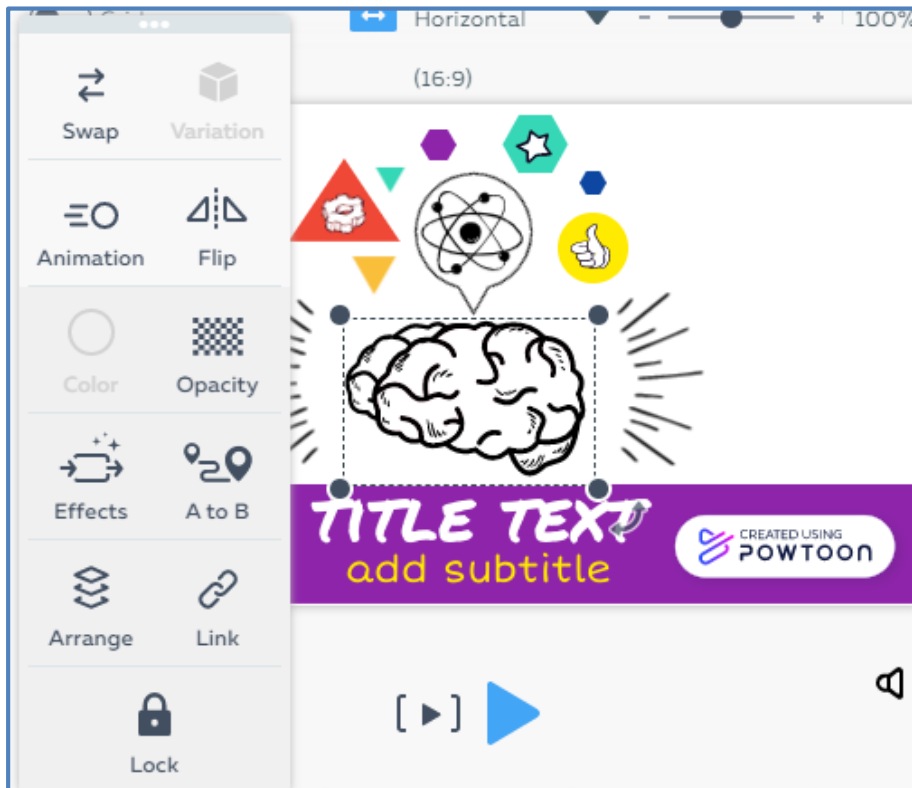 Horizontal
- + 100%
(16:9)
Swap Variation
Animation Flip
Color Opacity
Effects A to B
Arrange Link
Lock
TITLE TEXT
add subtitle
CREATED USING
POWTOON